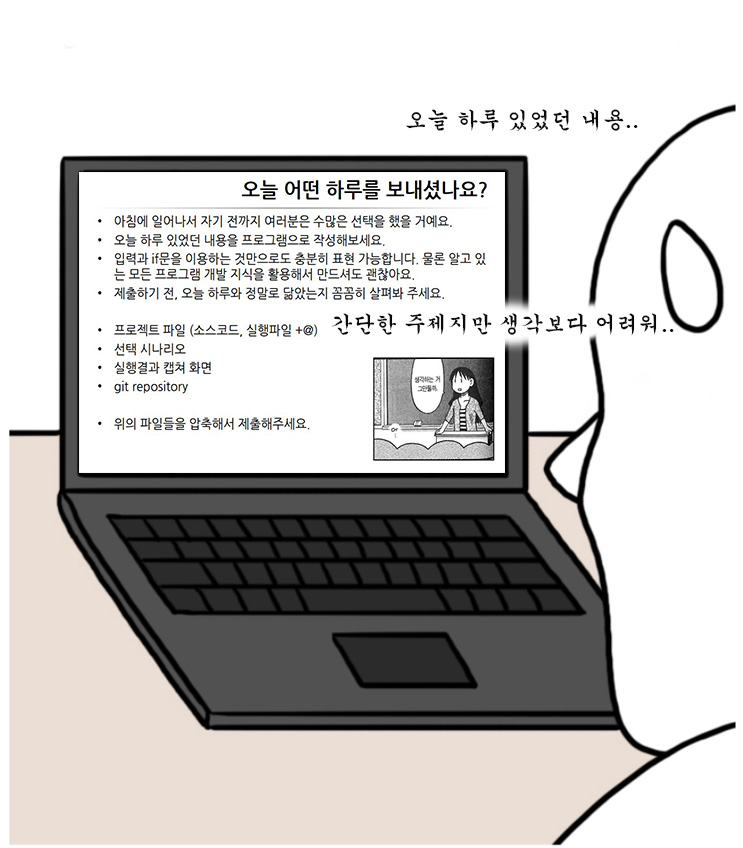 오늘 하루 있었던 내용..
오늘 어떤 하루를 보내셨나요?
• 아침에 일어나서 자기 전까지 여러분은 수많은 선택을 했을 거예요.
• 오늘 하루 있었던 내용을 프로그램으로 작성해보세요.
• 입력과 if문을 이용하는 것만으로도 충분히 표현 가능합니다. 물론 알고 있
는 모든 프로그램 개발 지식을 활용해서 만드셔도 괜찮아요.
• 제출하기 전, 오늘 하루와 정말로 닮았는지 꼼꼼히 살펴봐 주세요.
간단한 주제지만 생각보다 어려워..
• 프로젝트 파일 (소스코드, 실행파일 +@)
• 선택 시나리오
• 실행결과 캡쳐 화면
• git repository
• 위의 파일들을 압축해서 제출해주세요.
생각하는 거